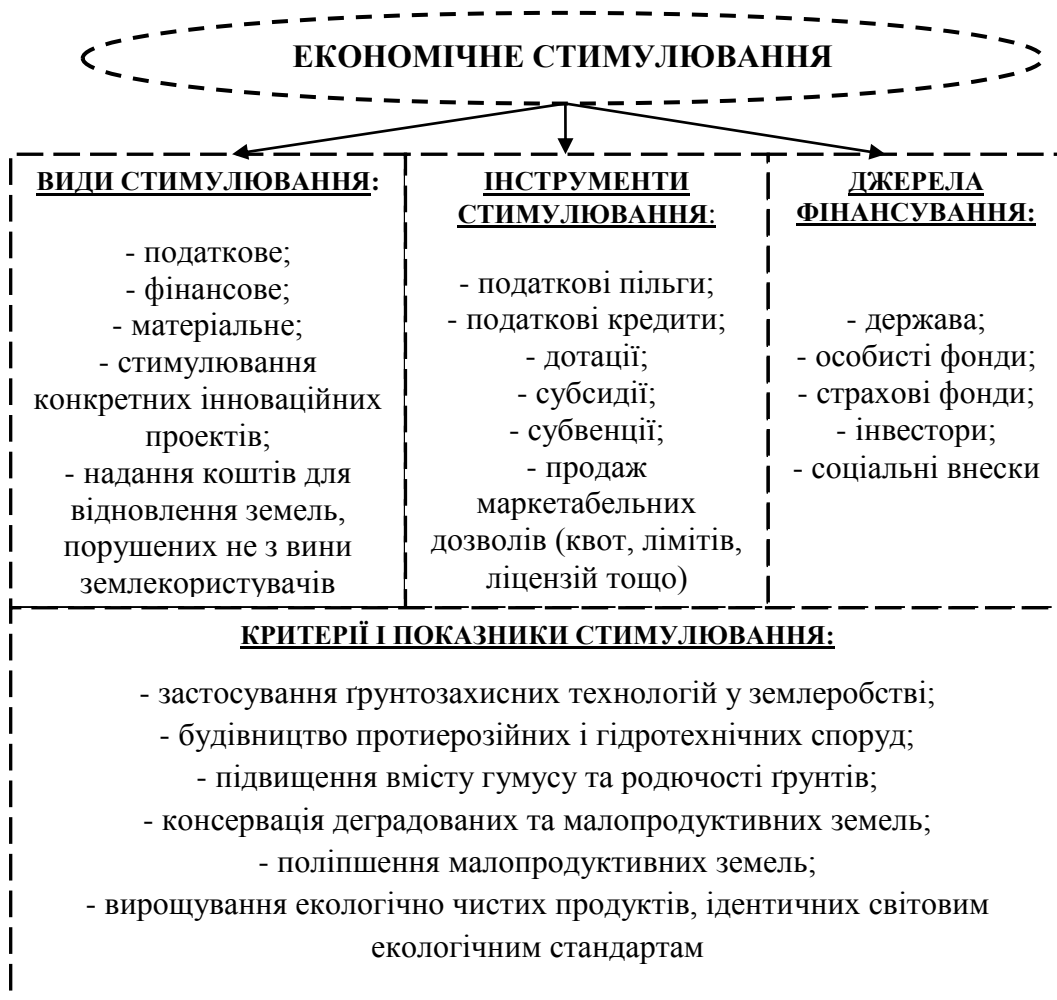 ЕКОНОМІЧНЕ СТИМУЛЮВАННЯ
ВИДИ СТИМУЛЮВАННЯ:
- податкове;
- фінансове;
- матеріальне;
- стимулювання
конкретних інноваційних
проектів;
- надання коштів для
відновлення земель,
порушених не з вини
землекористувачів
ІНСТРУМЕНТИ
СТИМУЛЮВАННЯ:
- податкові пільги;
- податкові кредити;
- дотації;
- субсидії;
- субвенції;
- продаж
маркетабельних
дозволів (квот, лімітів,
ліцензій тощо)
ДЖЕРЕЛА
ФІНАНСУВАННЯ:
- держава;
- особисті фонди;
- страхові фонди;
- інвестори;
- соціальні внески
КРИТЕРІЇ І ПОКАЗНИКИ СТИМУЛЮВАННЯ:
- застосування ґрунтозахисних технологій у землеробстві;
- будівництво протиерозійних і гідротехнічних споруд;
- підвищення вмісту гумусу та родючості ґрунтів;
- консервація деградованих та малопродуктивних земель;
- поліпшення малопродуктивних земель;
- вирощування екологічно чистих продуктів, ідентичних світовим
екологічним стандартам